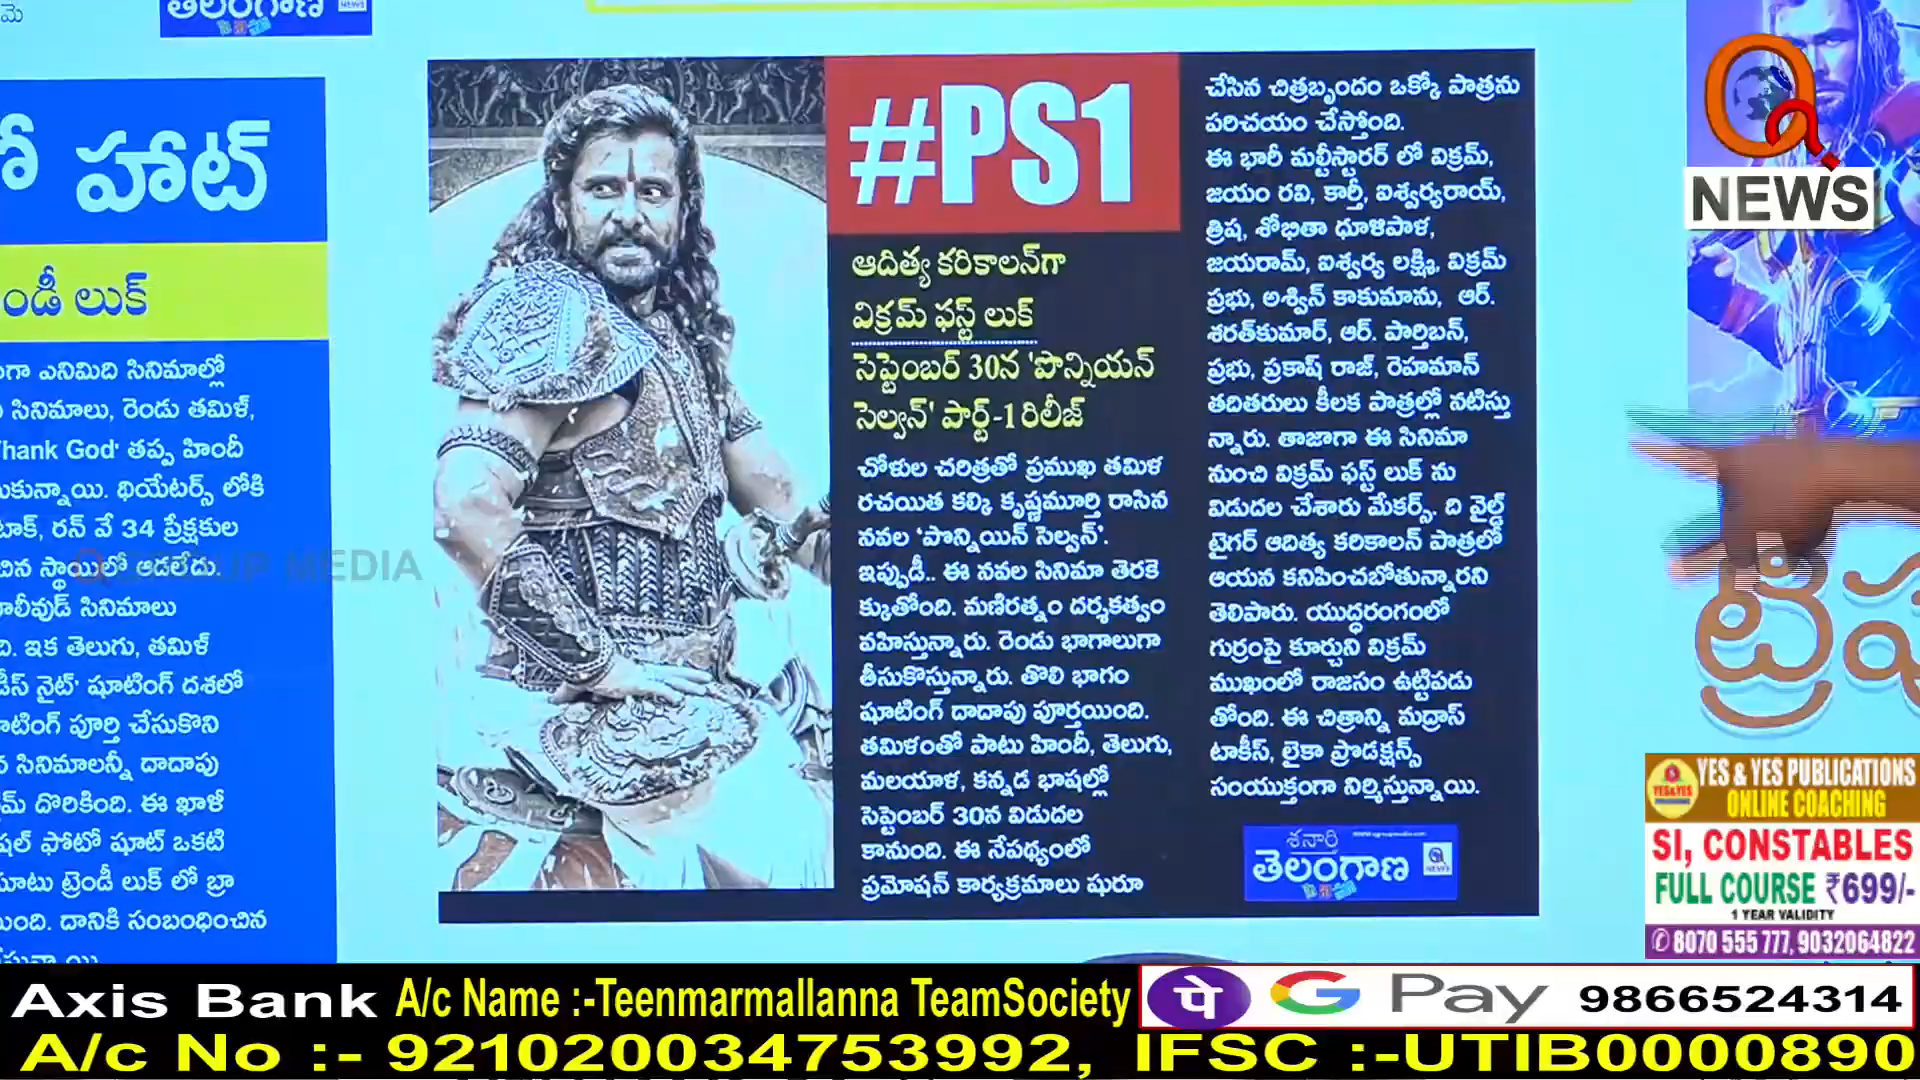 తెలంగాణ
NEWS
హాట్
లుక్
ఎనిమిది సినిమాల్లో
సినిమాలు, రెండు తమిళ్,
God' తప్ప హిందీ
థియేటర్స్ లోకి
రన్ వే 34 ప్రేక్షకుల
స్థాయిలో ఆడలేదు.
సినిమాలు
ఇక తెలుగు, తమిళ్
నైట్' షూటింగ్ దశలో
పూర్తి చేసుకొని
సినిమాలన్నీ దాదాపు
దొరికింది. ఈ ఖాళీ
ఫోటో షూట్ ఒకటి
ట్రెండీ లుక్ లో బ్రా
దానికి సంబంధించిన
#PS1
ఆదిత్య కరికాలన్‌గా
విక్రమ్ ఫస్ట్ లుక్
సెప్టెంబర్ 30న 'పొన్నియన్
సెల్వన్' పార్ట్-1 రిలీజ్
చోళుల చరిత్రతో ప్రముఖ తమిళ
రచయిత కల్కి కృష్ణమూర్తి రాసిన
నవల 'పొన్నియిన్ సెల్వన్'.
ఇప్పుడీ.. ఈ నవల సినిమా తెరకె
క్కుతోంది. మణిరత్నం దర్శకత్వం
వహిస్తున్నారు. రెండు భాగాలుగా
తీసుకొస్తున్నారు. తొలి భాగం
షూటింగ్ దాదాపు పూర్తయింది.
తమిళంతో పాటు హిందీ, తెలుగు,
మలయాళ, కన్నడ భాషల్లో
సెప్టెంబర్ 30న విడుదల
కానుంది. ఈ నేపథ్యంలో
ప్రమోషన్ కార్యక్రమాలు షురూ
చేసిన చిత్రబృందం ఒక్కో పాత్రను
పరిచయం చేస్తోంది.
ఈ భారీ మల్టీస్టారర్ లో విక్రమ్,
జయం రవి, కార్తీ, ఐశ్వర్యరాయ్,
త్రిష, శోభితా ధూళిపాళ,
జయరామ్, ఐశ్వర్య లక్ష్మి, విక్రమ్
ప్రభు, అశ్విన్ కాకుమాను, ఆర్.
శరత్‌కుమార్, ఆర్. పార్తిబన్,
ప్రభు, ప్రకాష్ రాజ్, రెహమాన్
తదితరులు కీలక పాత్రల్లో నటిస్తు
న్నారు. తాజాగా ఈ సినిమా
నుంచి విక్రమ్ ఫస్ట్ లుక్ ను
విడుదల చేశారు మేకర్స్. ది వైల్డ్
టైగర్ ఆదిత్య కరికాలన్ పాత్రలో
ఆయన కనిపించబోతున్నారని
తెలిపారు. యుద్ధరంగంలో
గుర్రంపై కూర్చుని విక్రమ్
ముఖంలో రాజసం ఉట్టిపడు
తోంది. ఈ చిత్రాన్ని మద్రాస్
టాకీస్, లైకా ప్రొడక్షన్స్
సంయుక్తంగా నిర్మిస్తున్నాయి.
శనార్తి
తెలంగాణ
NEWS
Q GROUP MEDIA
Q
NEWS
YES & YES PUBLICATIONS
ONLINE COACHING
SI, CONSTABLES
FULL COURSE ₹699/-
1 YEAR VALIDITY
8070 555 777, 9032064822
Axis Bank A/c Name :-Teenmarmallanna TeamSociety
पे G Pay 9866524314
A/c No :- 921020034753992, IFSC :-UTIB0000890